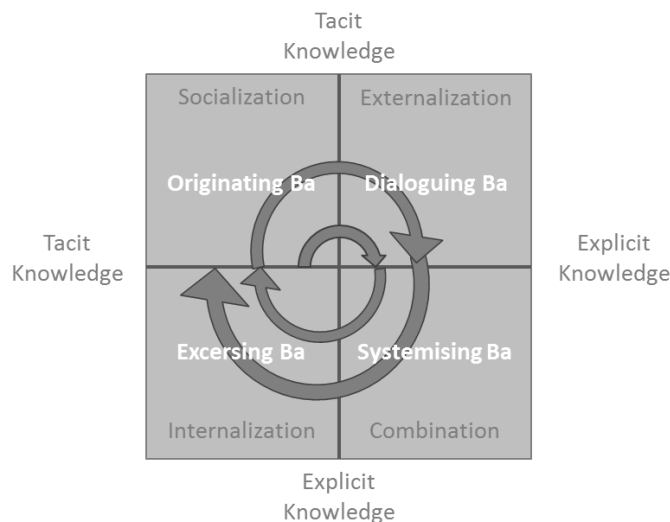 Tacit
Knowledge
Socialization
Externalization
Originating Ba
Dialoguing Ba
Tacit
Knowledge
Explicit
Knowledge
Excersing Ba
Systemising Ba
Internalization
Combination
Explicit
Knowledge